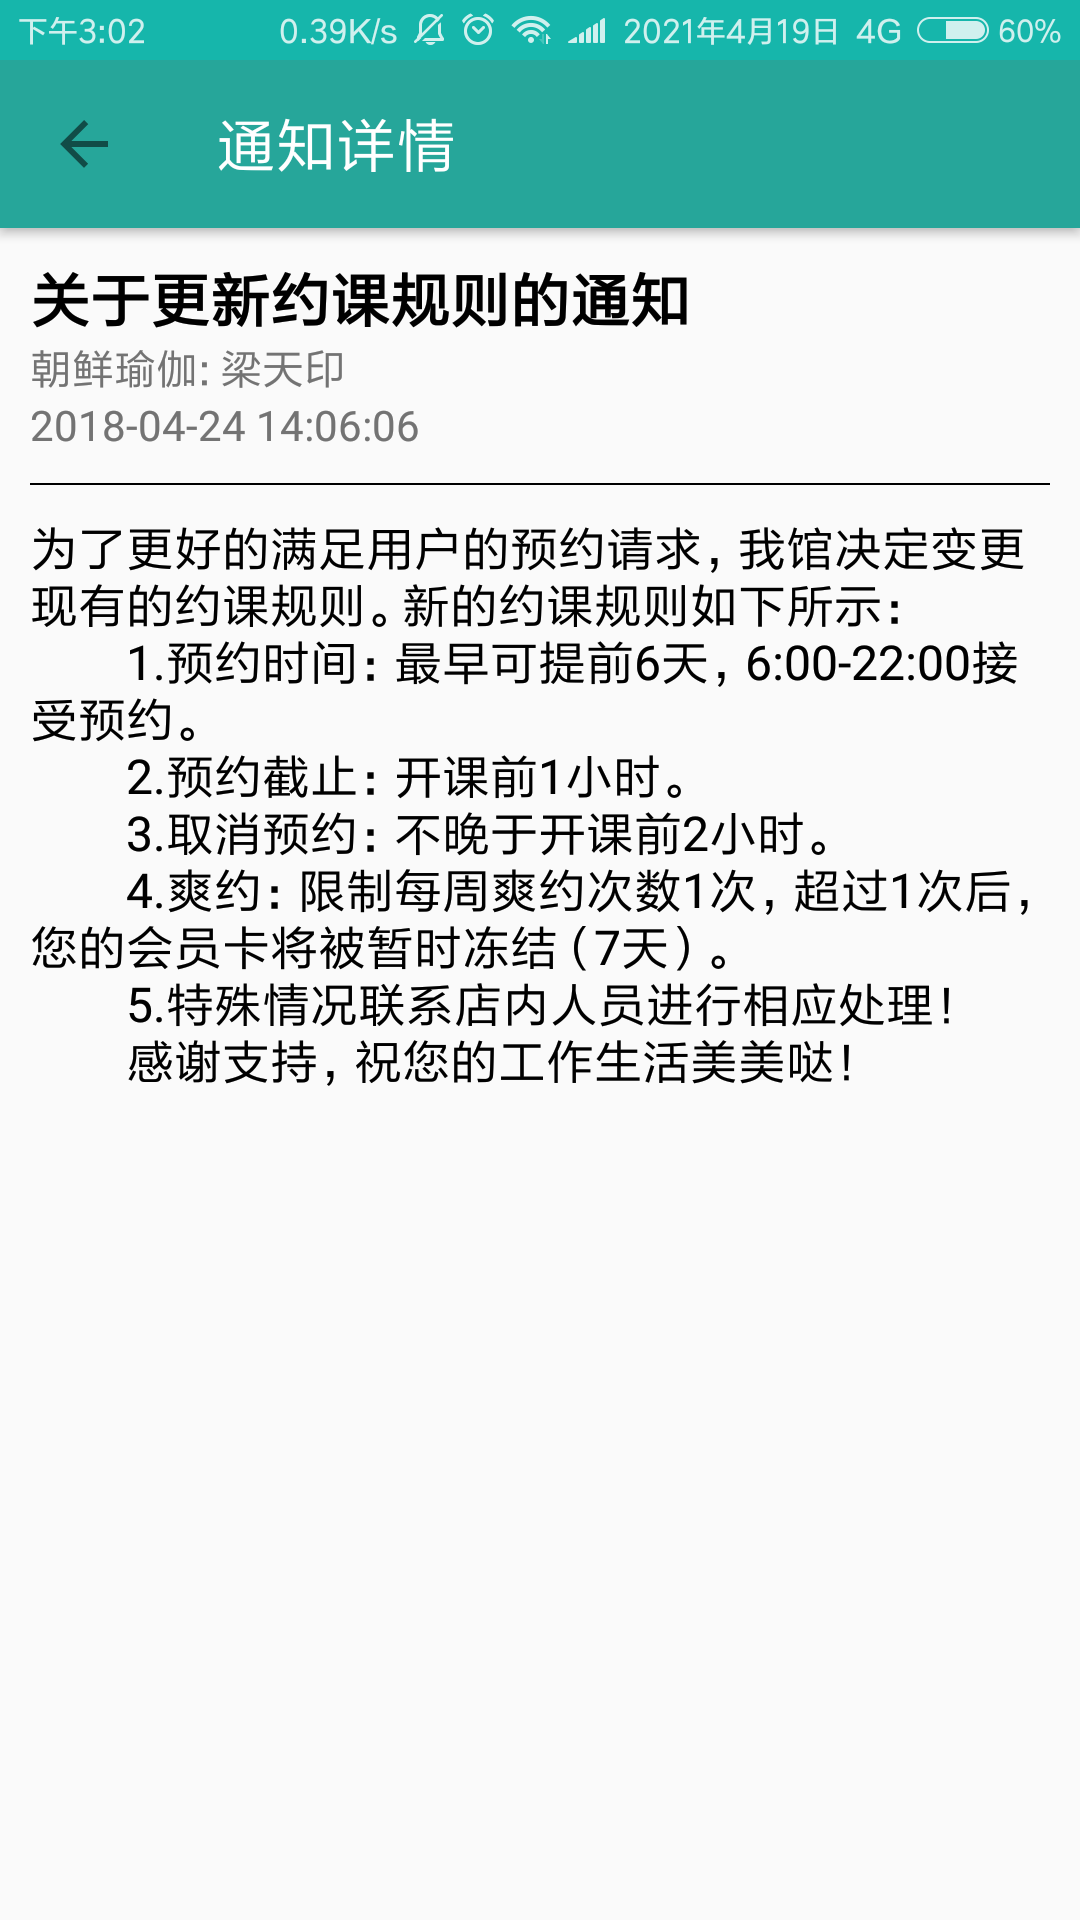 下午3:02 0.39K/s 2021年4月19日 4G 60%
通知详情
关于更新约课规则的通知
朝鲜瑜伽: 梁天印
2018-04-24 14:06:06
为了更好的满足用户的预约请求，我馆决定变更
现有的约课规则。新的约课规则如下所示：
1.预约时间：最早可提前6天，6:00-22:00接
受预约。
2.预约截止：开课前1小时。
3.取消预约：不晚于开课前2小时。
4.爽约：限制每周爽约次数1次，超过1次后，
您的会员卡将被暂时冻结（7天）。
5.特殊情况联系店内人员进行相应处理！
感谢支持，祝您的工作生活美美哒！